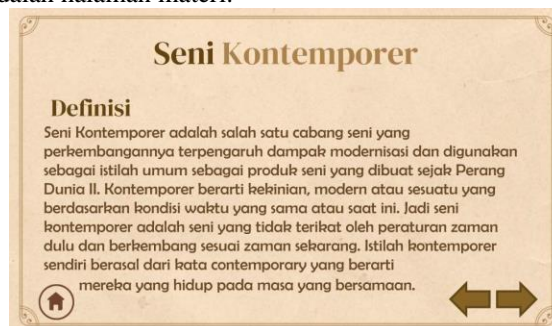 Seni Kontemporer
Definisi
Seni Kontemporer adalah salah satu cabang seni yang
perkembangannya terpengaruh dampak modernisasi dan digunakan
sebagai istilah umum sebagai produk seni yang dibuat sejak Perang
Dunia II. Kontemporer berarti kekinian, modern atau sesuatu yang
berdasarkan kondisi waktu yang sama atau saat ini. Jadi seni
kontemporer adalah seni yang tidak terikat oleh peraturan zaman
dulu dan berkembang sesuai zaman sekarang. Istilah kontemporer
sendiri berasal dari kata contemporary yang berarti
mereka yang hidup pada masa yang bersamaan.